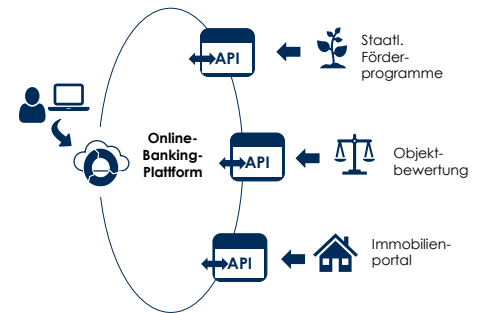 API
Staatl.
Förder-
programme
Online-
Banking-
Plattform
API
Objekt-
bewertung
API
Immobilien-
portal